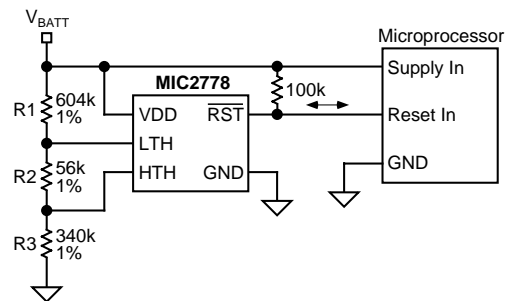 VBATT
Microprocessor
MIC2778
Supply In
R1
604k
1%
100k
VDD
RST
Reset In
LTH
R2
56k
1%
HTH
GND
GND
R3
340k
1%